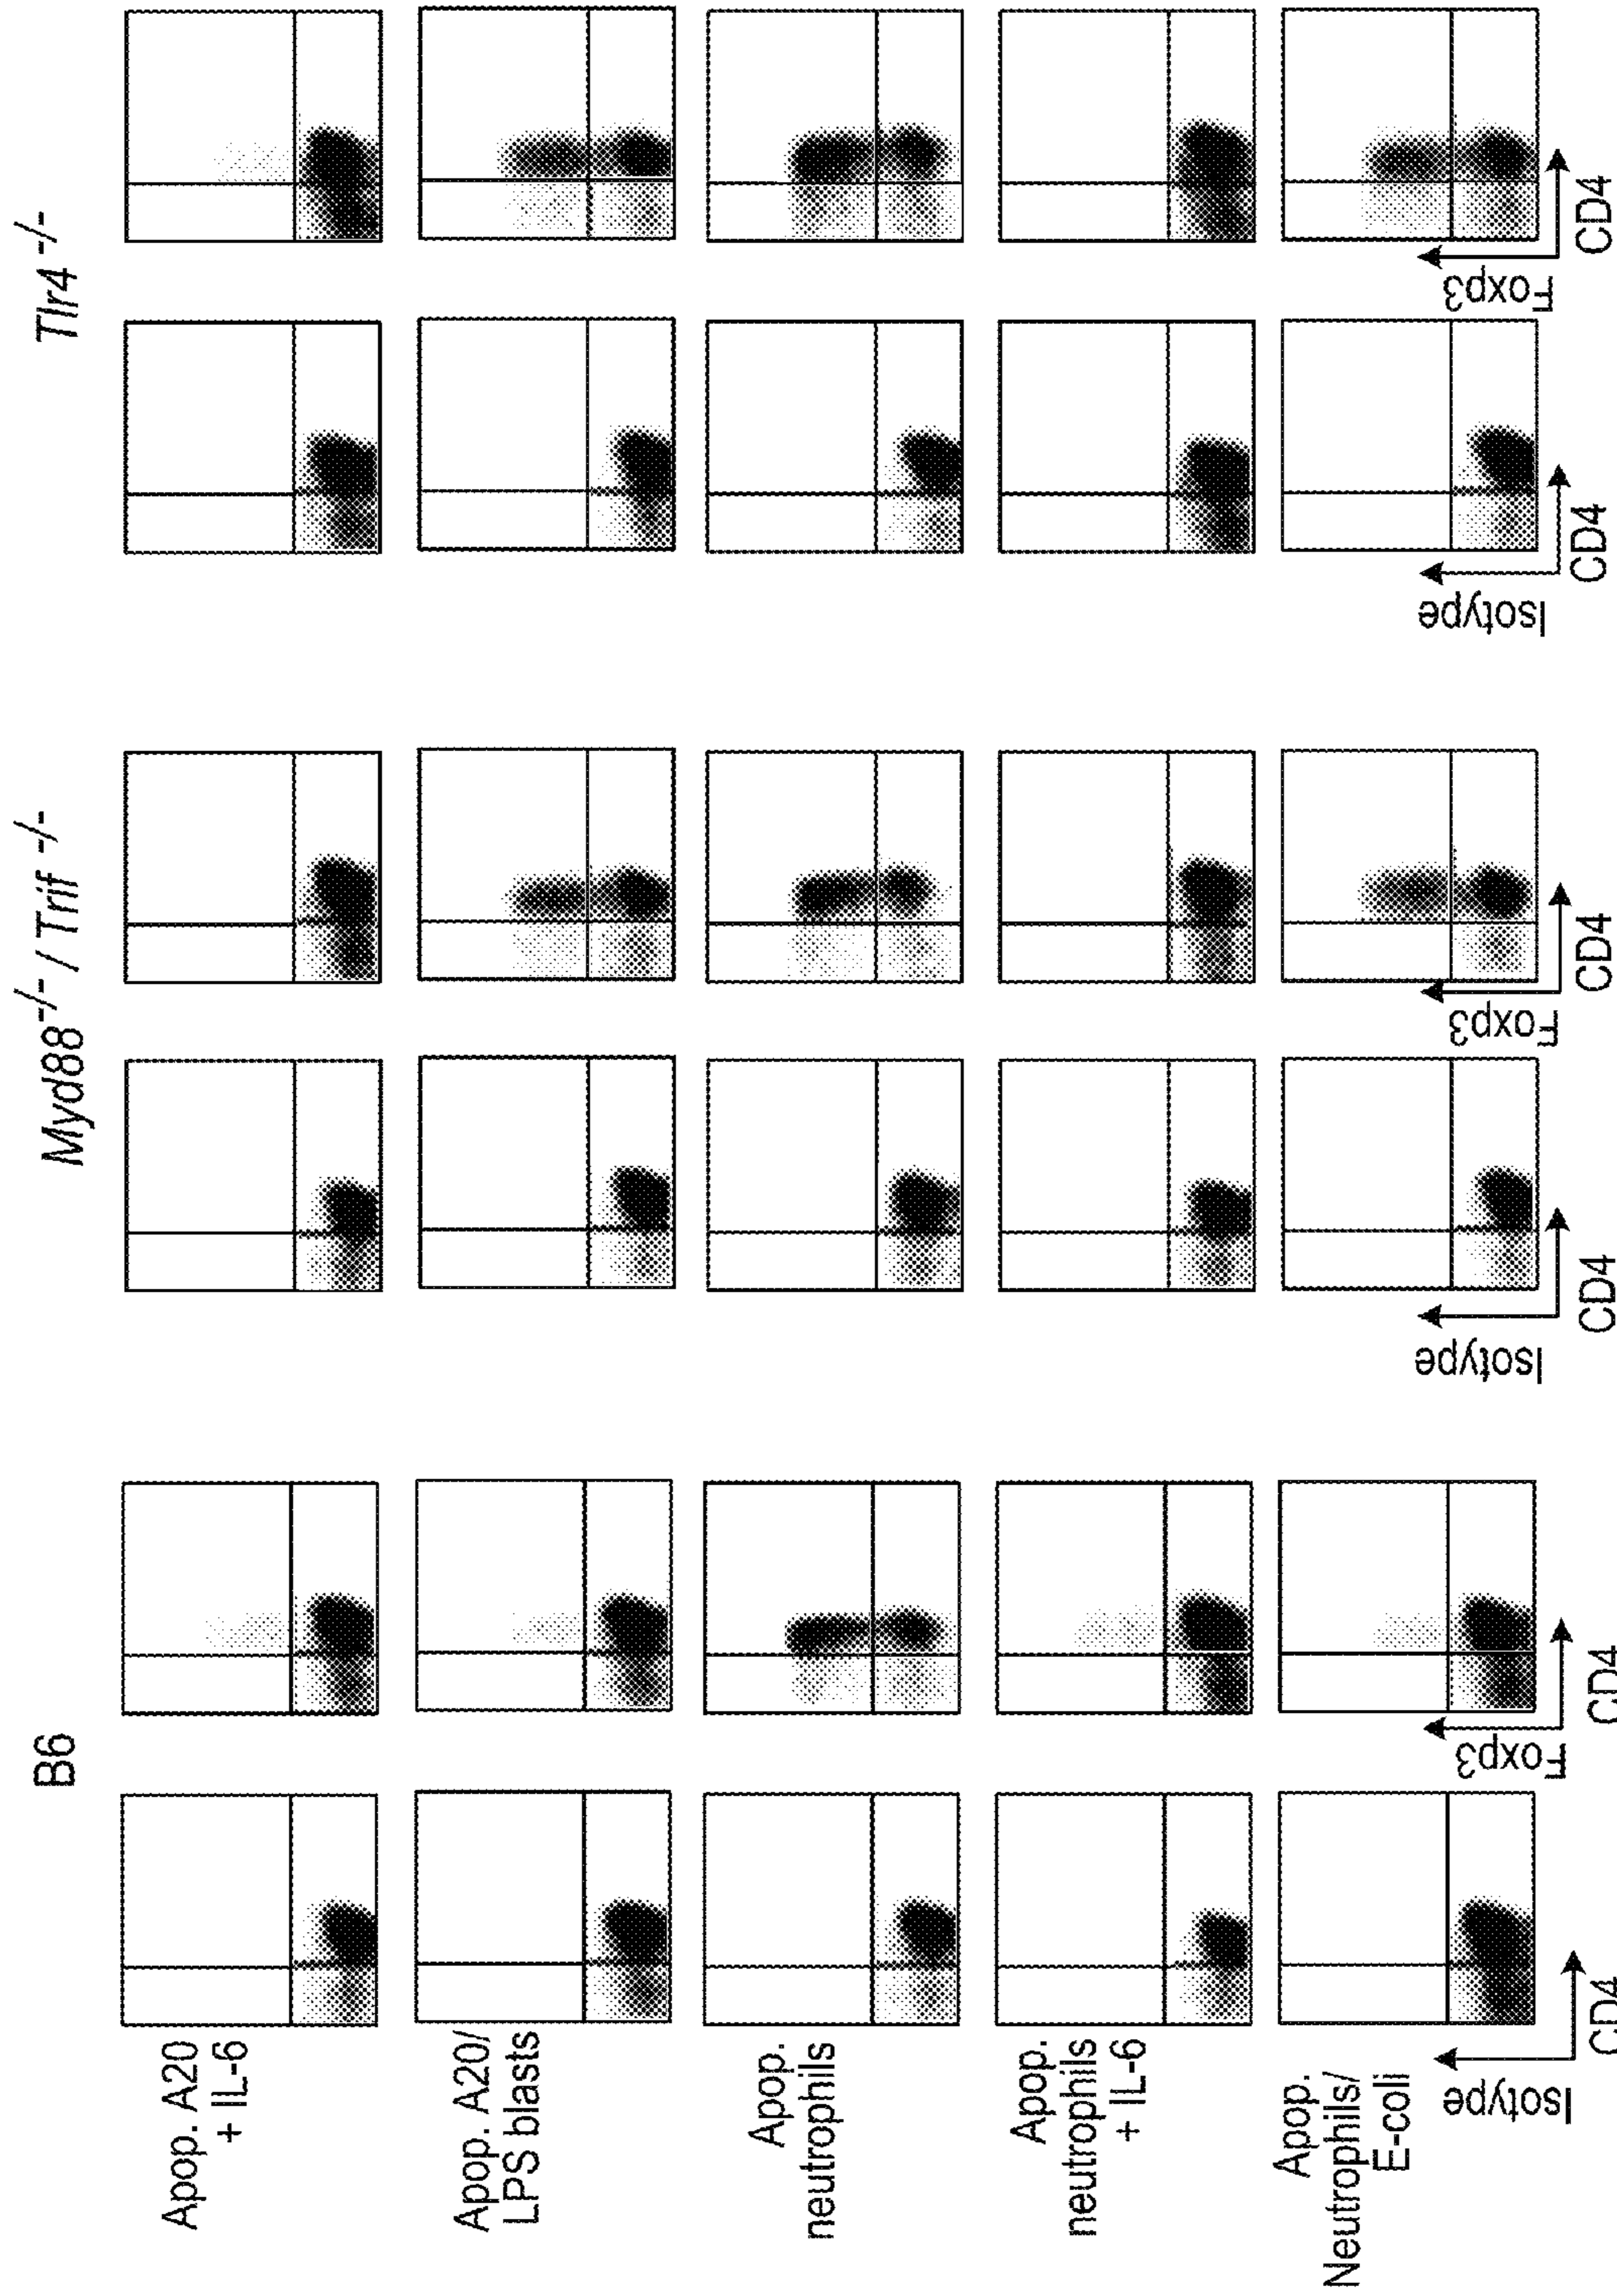 B6
Myd88-/- / Trif -/-
Tlr4 -/-
Apop. A20
+ IL-6
Apop. A20/
LPS blasts
Apop.
neutrophils
Apop.
neutrophils
+ IL-6
Apop.
Neutrophils/
E-coli
Isotype
CD4
Foxp3
CD4
Isotype
CD4
Foxp3
CD4
Isotype
CD4
Foxp3
CD4